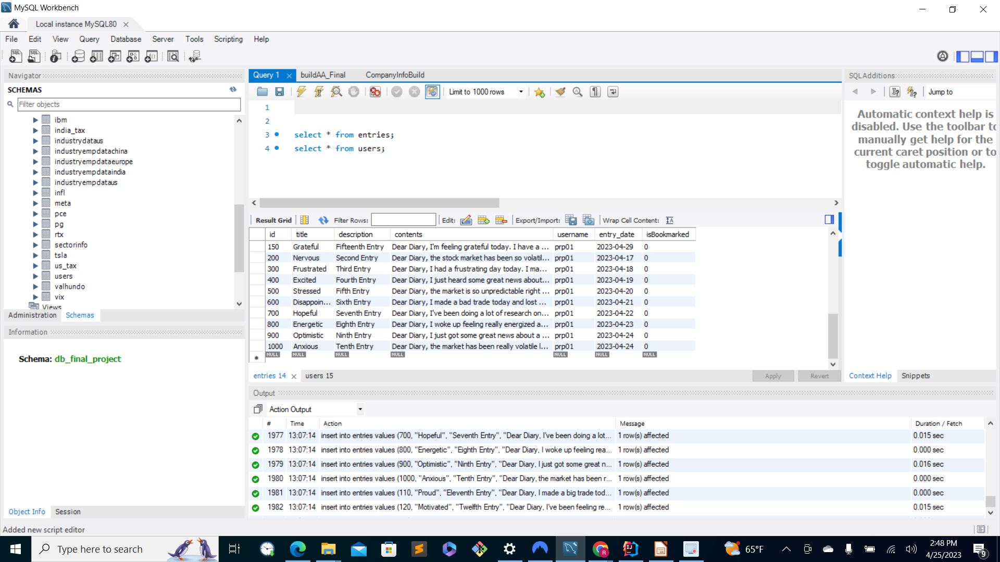 MySQL Workbench
Local instance MySQL80
File Edit View Query Database Server Tools Scripting Help
Navigator
SCHEMAS
Filter objects
ibm
india_tax
industrydataus
industryempdatachina
industryempdataeurope
industryempdataindia
industryempdataus
infl
meta
pce
pg
rtx
sectorinfo
tsla
us_tax
users
valhundo
vix
Views
Administration Schemas
Information
Schema: db_final_project
Object Info Session
Added new script editor
Query 1 buildAA_Final CompanyInfoBuild
Limit to 1000 rows
1
2
3 select * from entries;
4 select * from users;
Result Grid Filter Rows: Edit: Export/Import: Wrap Cell Content:
id title description contents username entry_date isBookmarked
150 Grateful Fifteenth Entry Dear Diary, I'm feeling grateful today. I have a ... prp01 2023-04-29 0
200 Nervous Second Entry Dear Diary, the stock market has been so volatil... prp01 2023-04-17 0
300 Frustrated Third Entry Dear Diary, I had a frustrating day today. I ma... prp01 2023-04-18 0
400 Excited Fourth Entry Dear Diary, I just heard some great news about... prp01 2023-04-19 0
500 Stressed Fifth Entry Dear Diary, the market is so unpredictable right ... prp01 2023-04-20 0
600 Disappoin... Sixth Entry Dear Diary, I made a bad trade today and lost ... prp01 2023-04-21 0
700 Hopeful Seventh Entry Dear Diary, I've been doing a lot of research on... prp01 2023-04-22 0
800 Energetic Eighth Entry Dear Diary, I woke up feeling really energized a... prp01 2023-04-23 0
900 Optimistic Ninth Entry Dear Diary, I just got some great news about a ... prp01 2023-04-24 0
1000 Anxious Tenth Entry Dear Diary, the market has been really volatile l... prp01 2023-04-24 0
NULL NULL NULL NULL NULL NULL NULL
entries 14 users 15
Apply Revert
Output
Action Output
# Time Action Message Duration / Fetch
1977 13:07:14 insert into entries values (700, "Hopeful", "Seventh Entry", "Dear Diary, I've been doing a lot... 1 row(s) affected 0.015 sec
1978 13:07:14 insert into entries values (800, "Energetic", "Eighth Entry", "Dear Diary, I woke up feeling rea... 1 row(s) affected 0.000 sec
1979 13:07:14 insert into entries values (900, "Optimistic", "Ninth Entry", "Dear Diary, I just got some great n... 1 row(s) affected 0.016 sec
1980 13:07:14 insert into entries values (1000, "Anxious", "Tenth Entry", "Dear Diary, the market has been r... 1 row(s) affected 0.000 sec
1981 13:07:14 insert into entries values (110, "Proud", "Eleventh Entry", "Dear Diary, I made a big trade tod... 1 row(s) affected 0.000 sec
1982 13:07:14 insert into entries values (120, "Motivated", "Twelfth Entry", "Dear Diary, I've been feeling re... 1 row(s) affected 0.015 sec
SQLAdditions
Jump to
Automatic context help is
disabled. Use the toolbar to
manually get help for the
current caret position or to
toggle automatic help.
Context Help Snippets
Type here to search
65°F
2:48 PM
4/25/2023
9